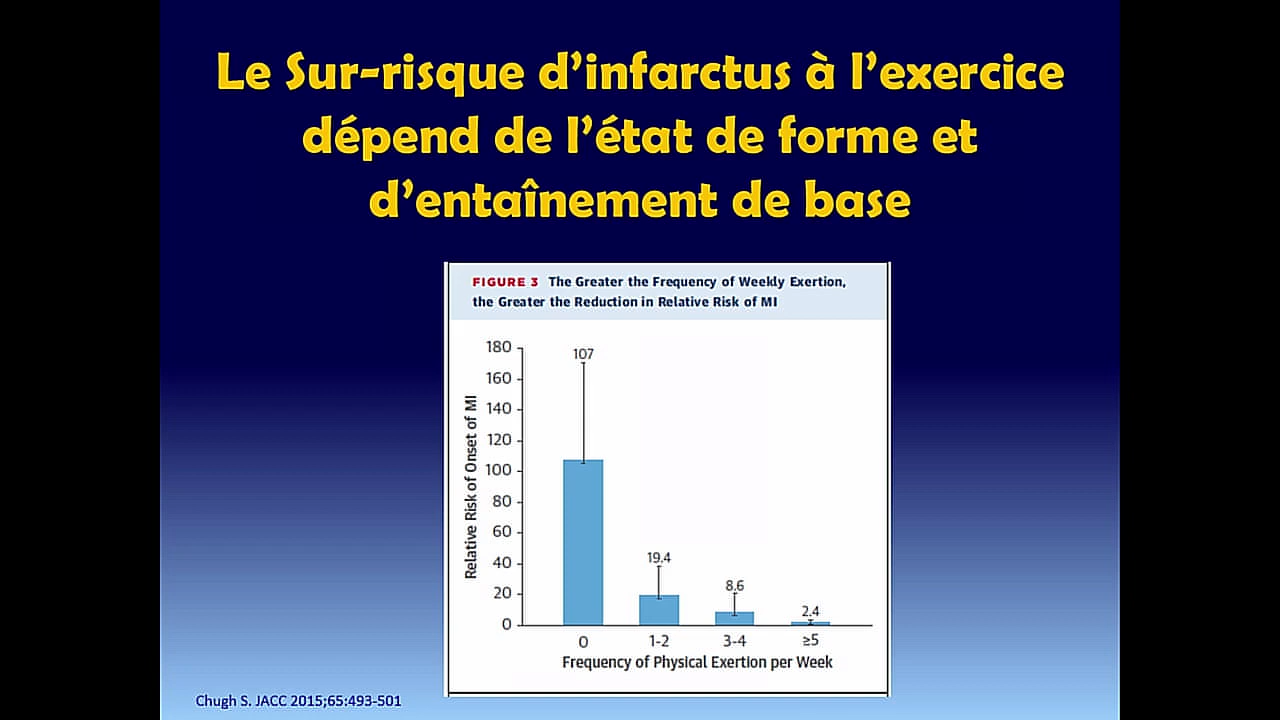 Le Sur-risque d'infarctus à l'exercice
dépend de l'état de forme et
d'entaînement de base
FIGURE 3 The Greater the Frequency of Weekly Exertion,
the Greater the Reduction in Relative Risk of MI
Relative Risk of Onset of MI
180
160
140
120
100
80
60
40
20
0
107
19.4
8.6
2.4
0
1-2
3-4
≥5
Frequency of Physical Exertion per Week
Chugh S. JACC 2015;65:493-501